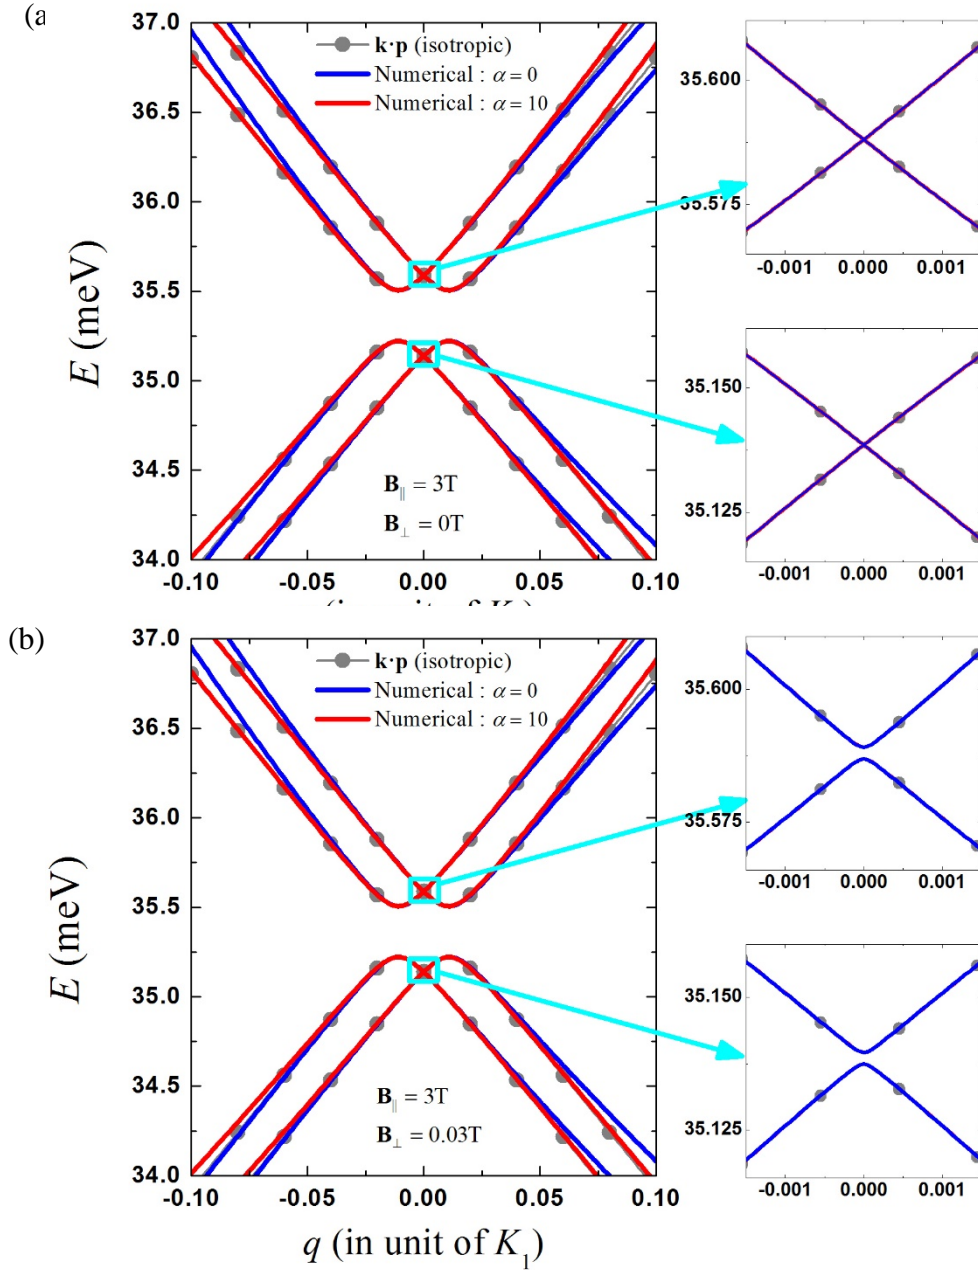 (a
37.0
36.5
36.0
35.5
35.0
34.5
34.0
E (meV)
k·p (isotropic)
Numerical : α = 0
Numerical : α = 10
B∥ = 3T
B⊥ = 0T
-0.10 -0.05 0.00 0.05 0.10
35.600
35.575
-0.001 0.000 0.001
35.150
35.125
-0.001 0.000 0.001
(b)
37.0
36.5
36.0
35.5
35.0
34.5
34.0
E (meV)
k·p (isotropic)
Numerical : α = 0
Numerical : α = 10
B∥ = 3T
B⊥ = 0.03T
-0.10 -0.05 0.00 0.05 0.10
q (in unit of K₁)
35.600
35.575
-0.001 0.000 0.001
35.150
35.125
-0.001 0.000 0.001